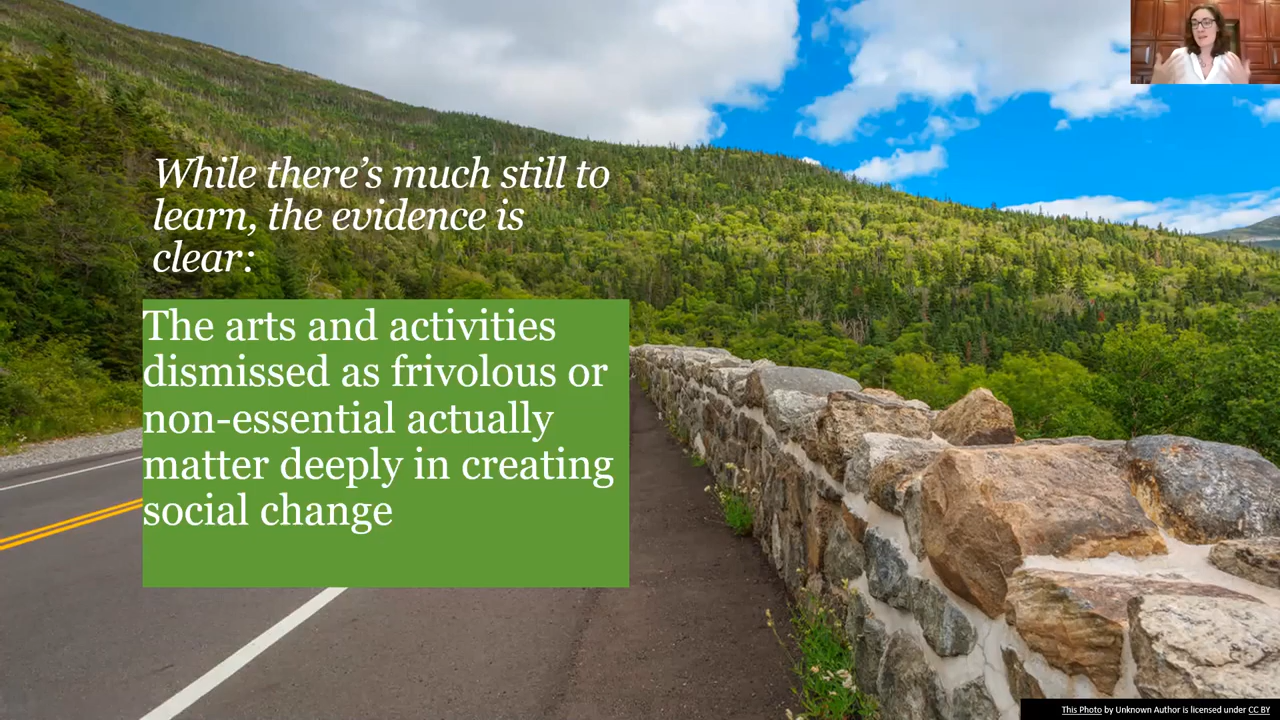 While there’s much still to
learn, the evidence is
clear:
The arts and activities
dismissed as frivolous or
non-essential actually
matter deeply in creating
social change
This Photo by Unknown Author is licensed under CC BY